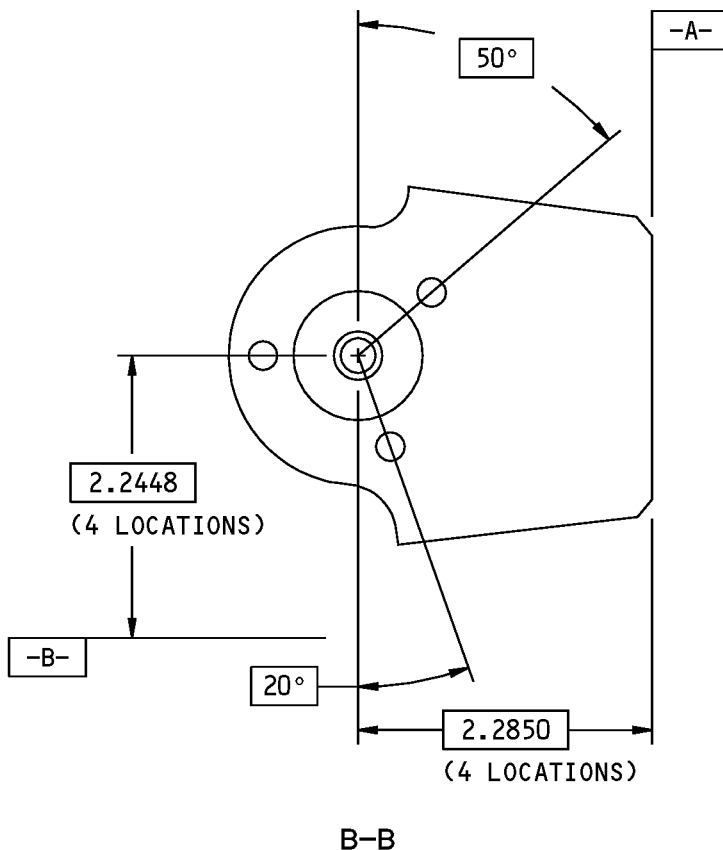 -A-
50°
2.2448
(4 LOCATIONS)
-B-
20°
2.2850
(4 LOCATIONS)
B-B